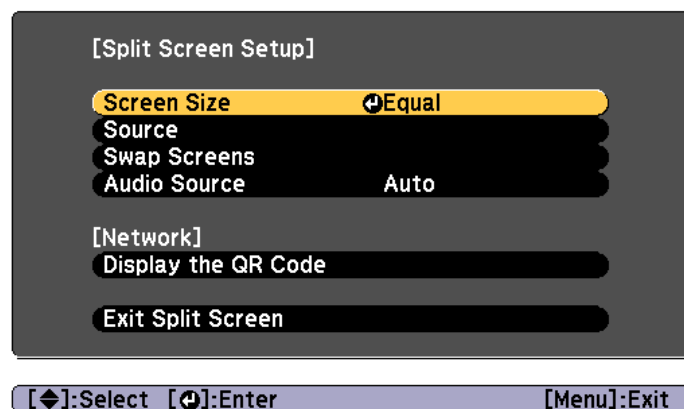 [Split Screen Setup]
Screen Size Equal
Source
Swap Screens
Audio Source Auto
[Network]
Display the QR Code
Exit Split Screen
[◆]:Select [⏎]:Enter [Menu]:Exit